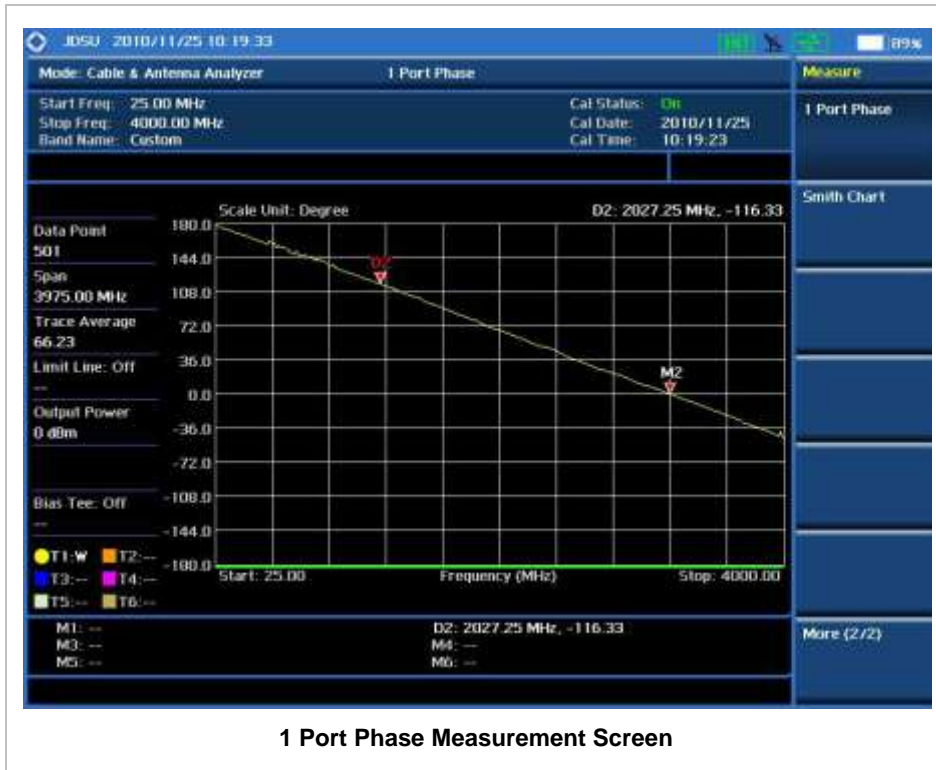 JDSU 2010/11/25 10:19:33
89%
Mode: Cable & Antenna Analyzer
1 Port Phase
Measure
Start Freq: 25.00 MHz
Stop Freq: 4000.00 MHz
Band Name: Custom
Cal Status: On
Cal Date: 2010/11/25
Cal Time: 10:19:23
1 Port Phase
Smith Chart
More (2/2)
Data Point
501
Span
3975.00 MHz
Trace Average
66.23
Limit Line: Off
--
Output Power
0 dBm
Bias Tee: Off
--
T1:W T2:--
T3:-- T4:--
T5:-- T6:--
Scale Unit: Degree
D2: 2027.25 MHz, -116.33
180.0
144.0
108.0
72.0
36.0
0.0
-36.0
-72.0
-108.0
-144.0
-180.0
D2
M2
Start: 25.00
Frequency (MHz)
Stop: 4000.00
M1: --
D2: 2027.25 MHz, -116.33
M3: --
M4: --
M5: --
M6: --
1 Port Phase Measurement Screen